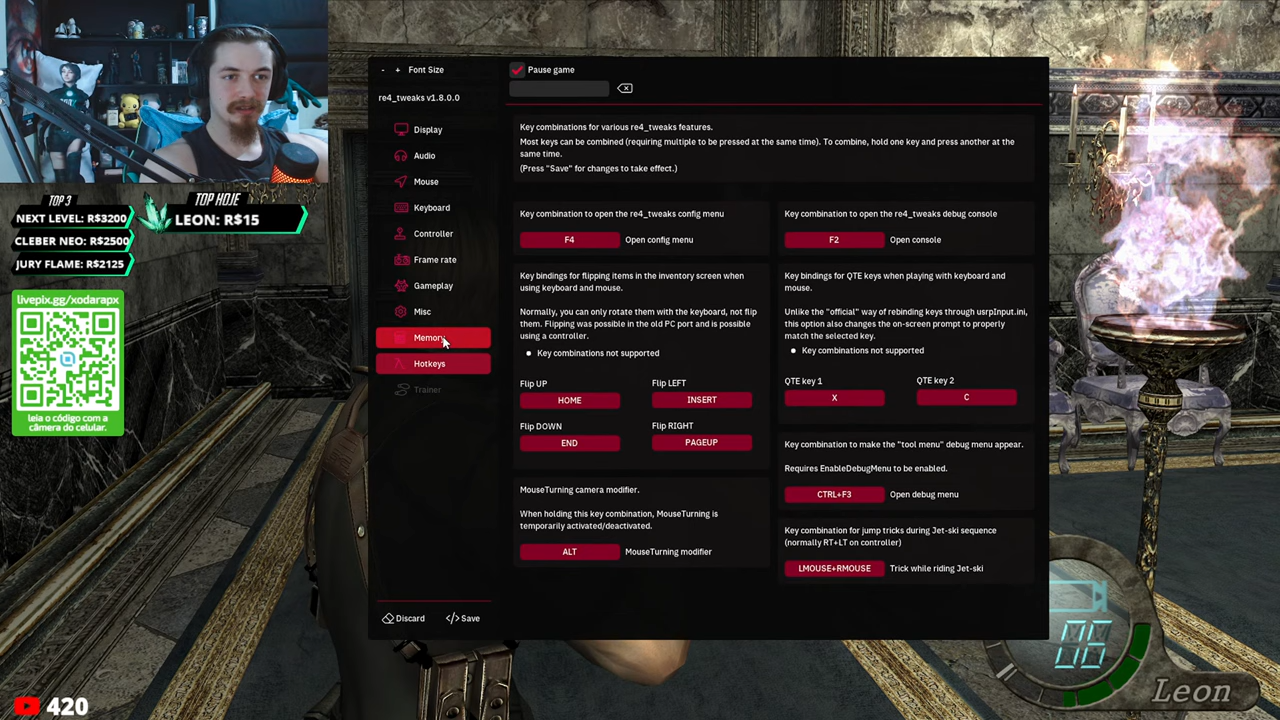 - + Font Size
re4_tweaks v1.8.0.0
Display
Audio
Mouse
Keyboard
Controller
Frame rate
Gameplay
Misc
Memory
Hotkeys
Trainer
Discard
Save
Pause game
Key combinations for various re4_tweaks features.
Most keys can be combined (requiring multiple to be pressed at the same time). To combine, hold one key and press another at the
same time.
(Press "Save" for changes to take effect.)
Key combination to open the re4_tweaks config menu
F4 Open config menu
Key bindings for flipping items in the inventory screen when
using keyboard and mouse.
Normally, you can only rotate them with the keyboard, not flip
them. Flipping was possible in the old PC port and is possible
using a controller.
Key combinations not supported
Flip UP Flip LEFT
HOME INSERT
Flip DOWN Flip RIGHT
END PAGEUP
MouseTurning camera modifier.
When holding this key combination, MouseTurning is
temporarily activated/deactivated.
ALT MouseTurning modifier
Key combination to open the re4_tweaks debug console
F2 Open console
Key bindings for QTE keys when playing with keyboard and
mouse.
Unlike the "official" way of rebinding keys through usrpInput.ini,
this option also changes the on-screen prompt to properly
match the selected key.
Key combinations not supported
QTE key 1 QTE key 2
X C
Key combination to make the "tool menu" debug menu appear.
Requires EnableDebugMenu to be enabled.
CTRL+F3 Open debug menu
Key combination for jump tricks during Jet-ski sequence
(normally RT+LT on controller)
LMOUSE+RMOUSE Trick while riding Jet-ski
TOP 3
NEXT LEVEL: R$3200
CLEBER NEO: R$2500
JURY FLAME: R$2125
TOP HOJE
LEON: R$15
livepix.gg/xodarapx
leia o código com a
câmera do celular.
420
06
Leon